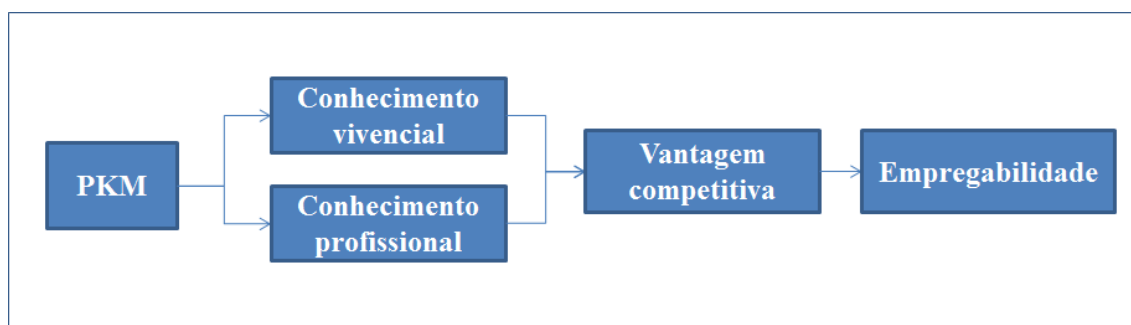 PKM
Conhecimento
vivencial
Conhecimento
profissional
Vantagem
competitiva
Empregabilidade